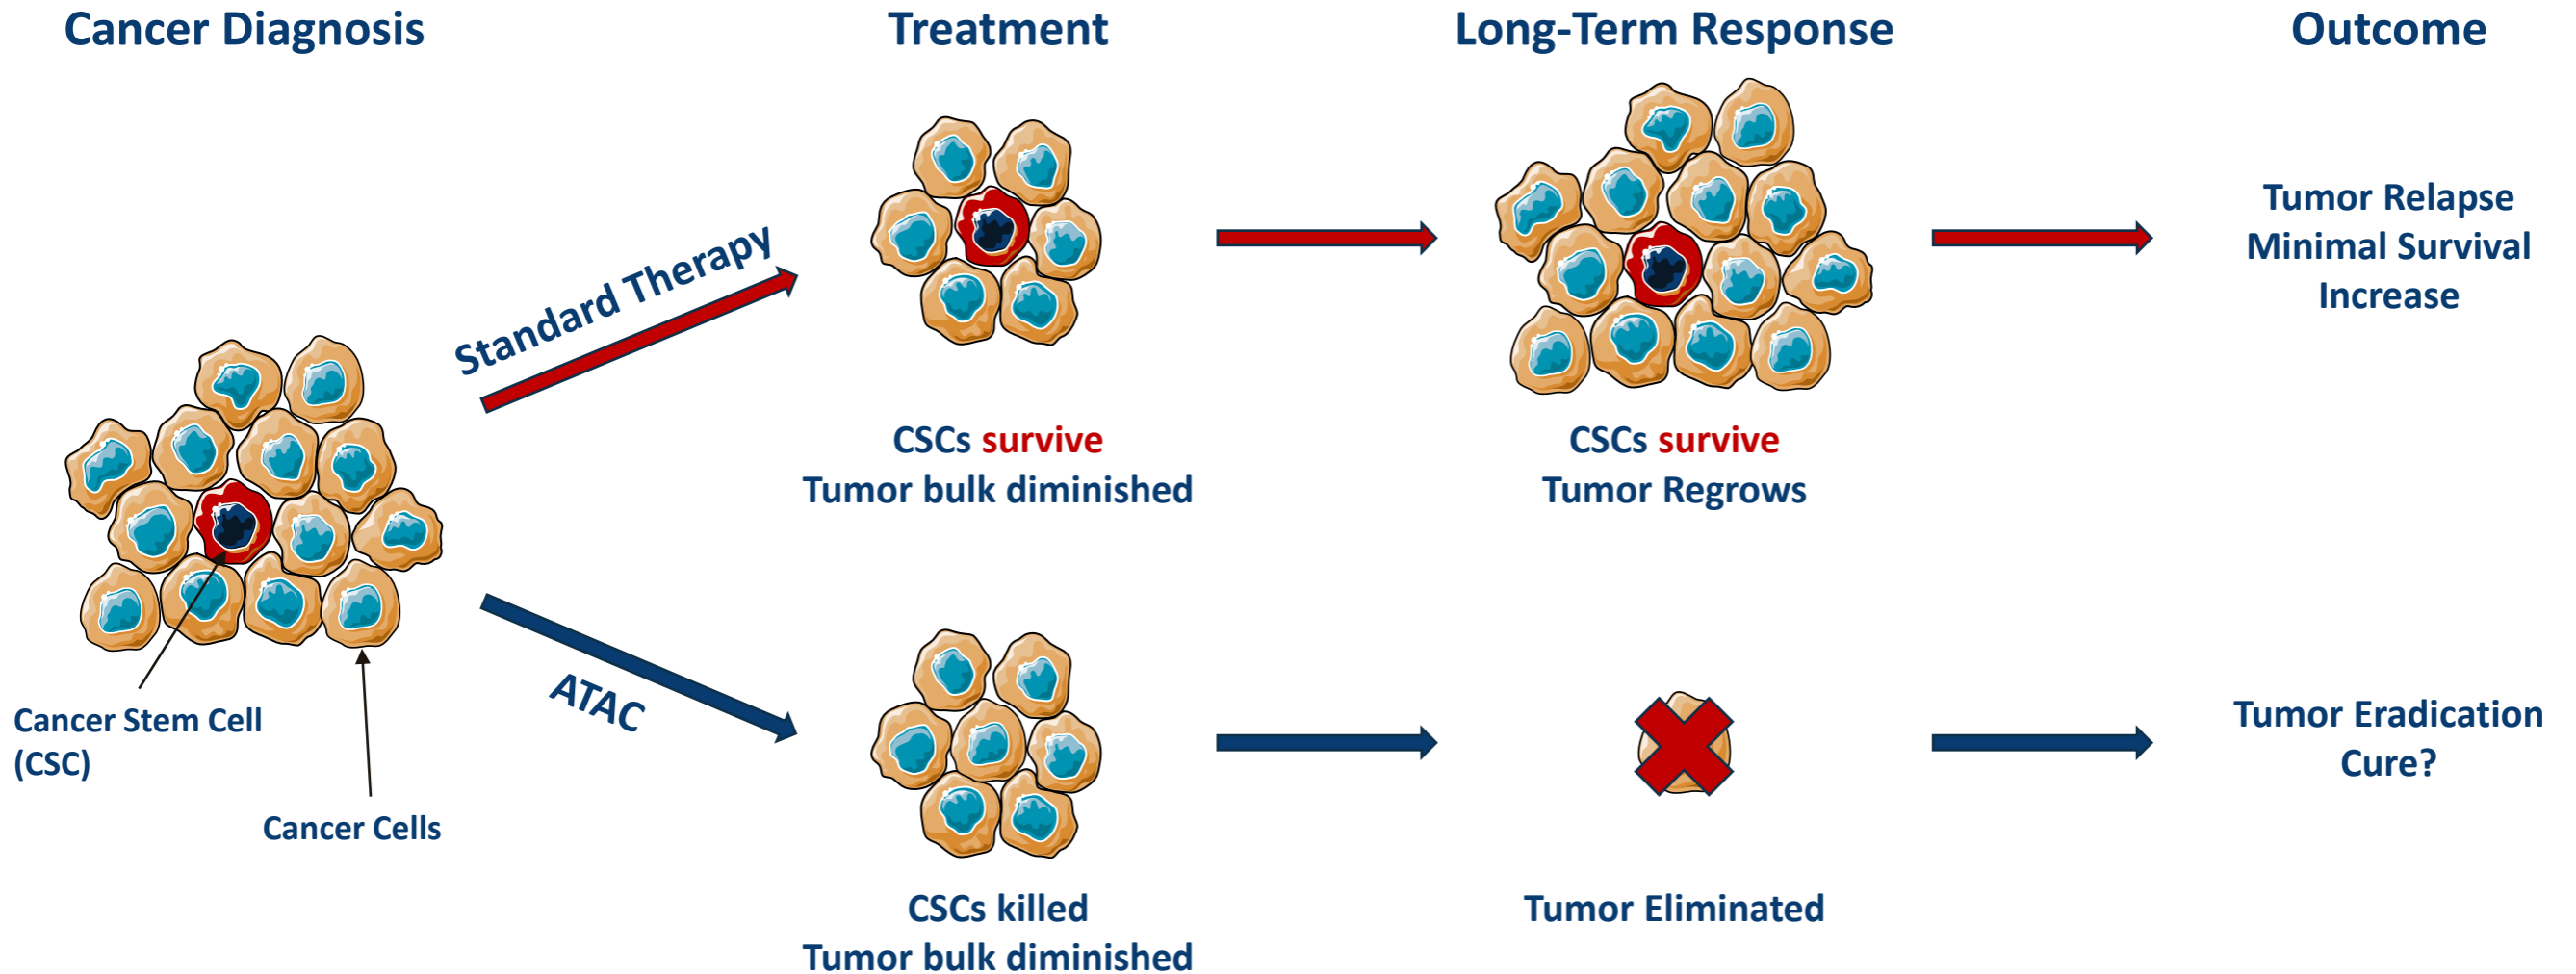 Cancer Diagnosis
Treatment
Long-Term Response
Outcome
Standard Therapy
CSCs survive
Tumor bulk diminished
CSCs survive
Tumor Regrows
Tumor Relapse
Minimal Survival
Increase
Cancer Stem Cell
(CSC)
Cancer Cells
ATAC
CSCs killed
Tumor bulk diminished
Tumor Eliminated
Tumor Eradication
Cure?